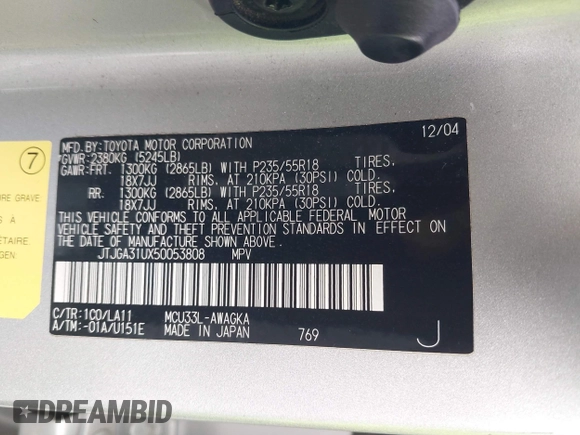 12/04
MFD.BY:TOYOTA MOTOR CORPORATION
GVWR:2380KG (5245LB)
GAWR:FRT. 1300KG (2865LB) WITH P235/55R18 TIRES,
18X7JJ RIMS, AT 210KPA (30PSI) COLD.
RR. 1300KG (2865LB) WITH P235/55R18 TIRES,
18X7JJ RIMS, AT 210KPA (30PSI) COLD.
THIS VEHICLE CONFORMS TO ALL APPLICABLE FEDERAL MOTOR
VEHICLE SAFETY AND THEFT PREVENTION STANDARDS IN EFFECT ON
THE DATE OF MANUFACTURE SHOWN ABOVE.
JTJGA31UX50053808 MPV
C/TR:1C0/LA11 MCU33L-AWAGKA
A/TM:-01A/U151E MADE IN JAPAN 769 J
7
GRAVE
À
DREAMBID